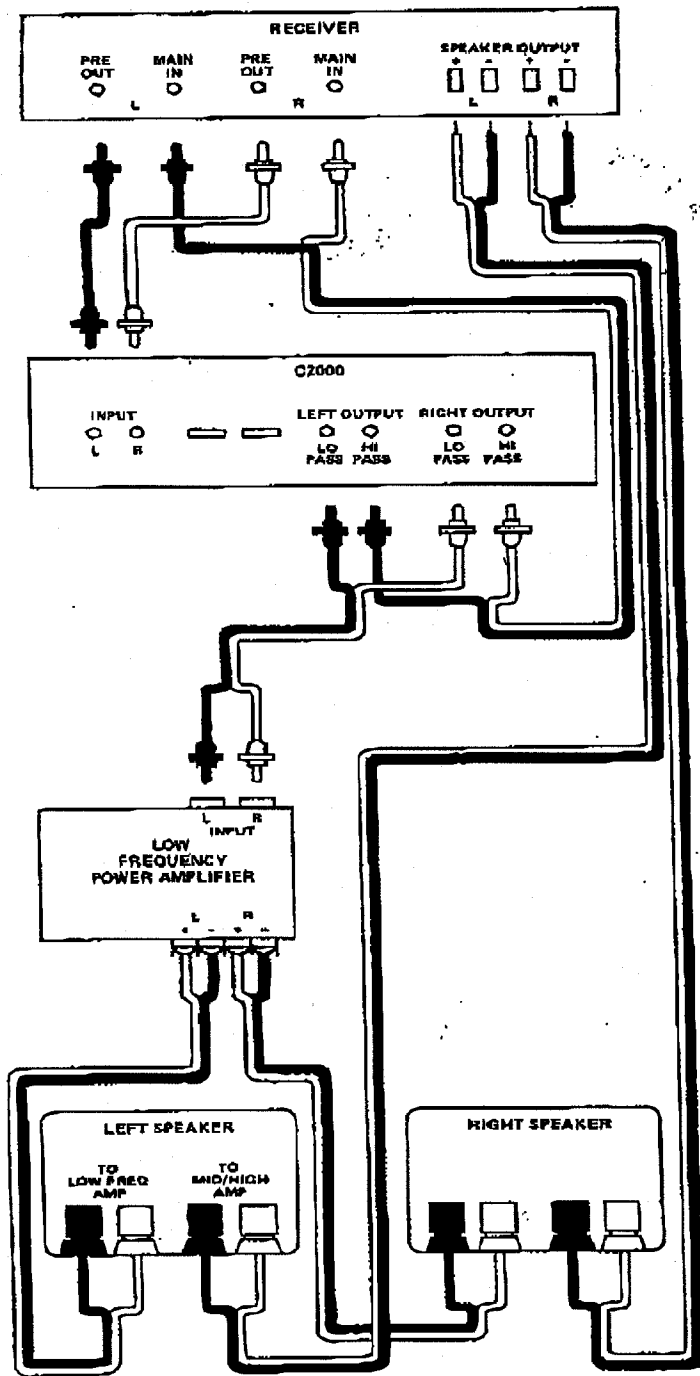 RECEIVER
PRE OUT
MAIN IN
PRE OUT
MAIN IN
SPEAKER OUTPUT
+ - + -
L R L R
C2000
INPUT
L R
LEFT OUTPUT RIGHT OUTPUT
LO PASS
HI PASS
LO PASS
HI PASS
L R
INPUT
LOW
FREQUENCY
POWER AMPLIFIER
L R
LEFT SPEAKER
TO
LOW FREQ
AMP
TO
MID/HIGH
AMP
RIGHT SPEAKER